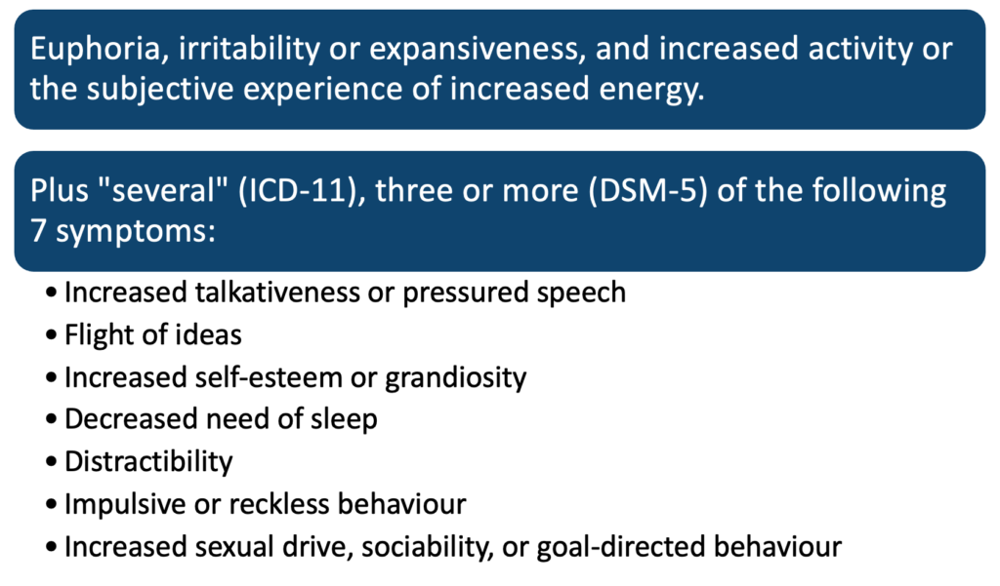 Euphoria, irritability or expansiveness, and increased activity or
the subjective experience of increased energy.
Plus "several" (ICD-11), three or more (DSM-5) of the following
7 symptoms:
• Increased talkativeness or pressured speech
• Flight of ideas
• Increased self-esteem or grandiosity
• Decreased need of sleep
• Distractibility
• Impulsive or reckless behaviour
• Increased sexual drive, sociability, or goal-directed behaviour